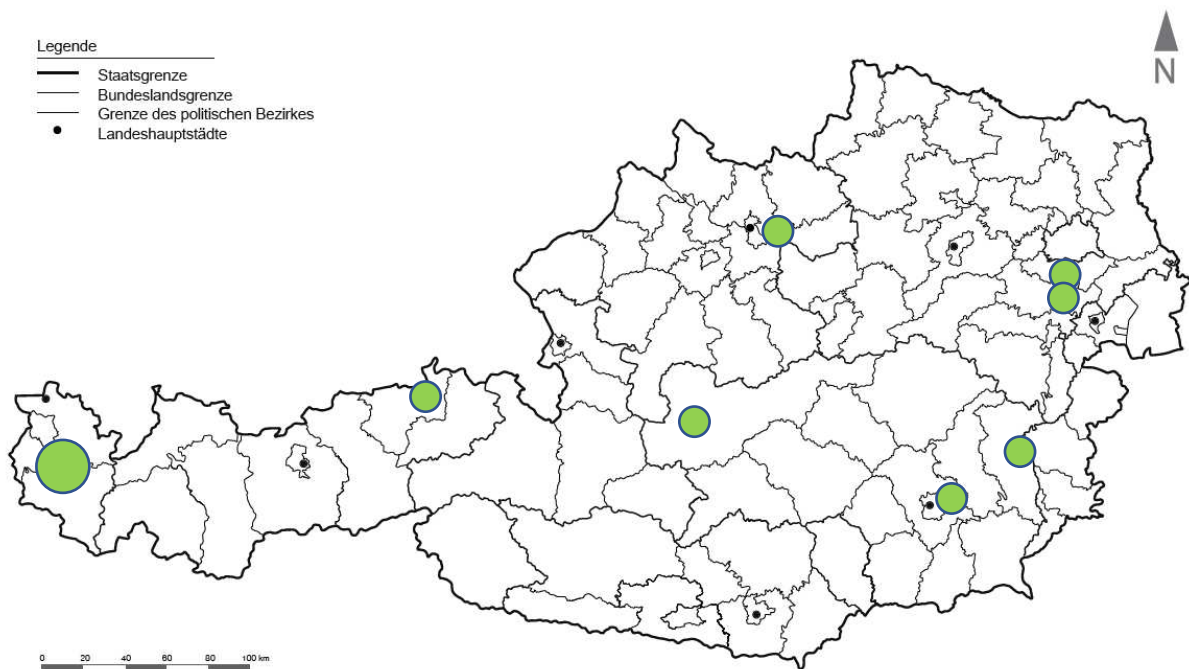 Legende
Staatsgrenze
Bundeslandsgrenze
Grenze des politischen Bezirkes
Landeshauptstädte
N
0 20 40 60 80 100 km